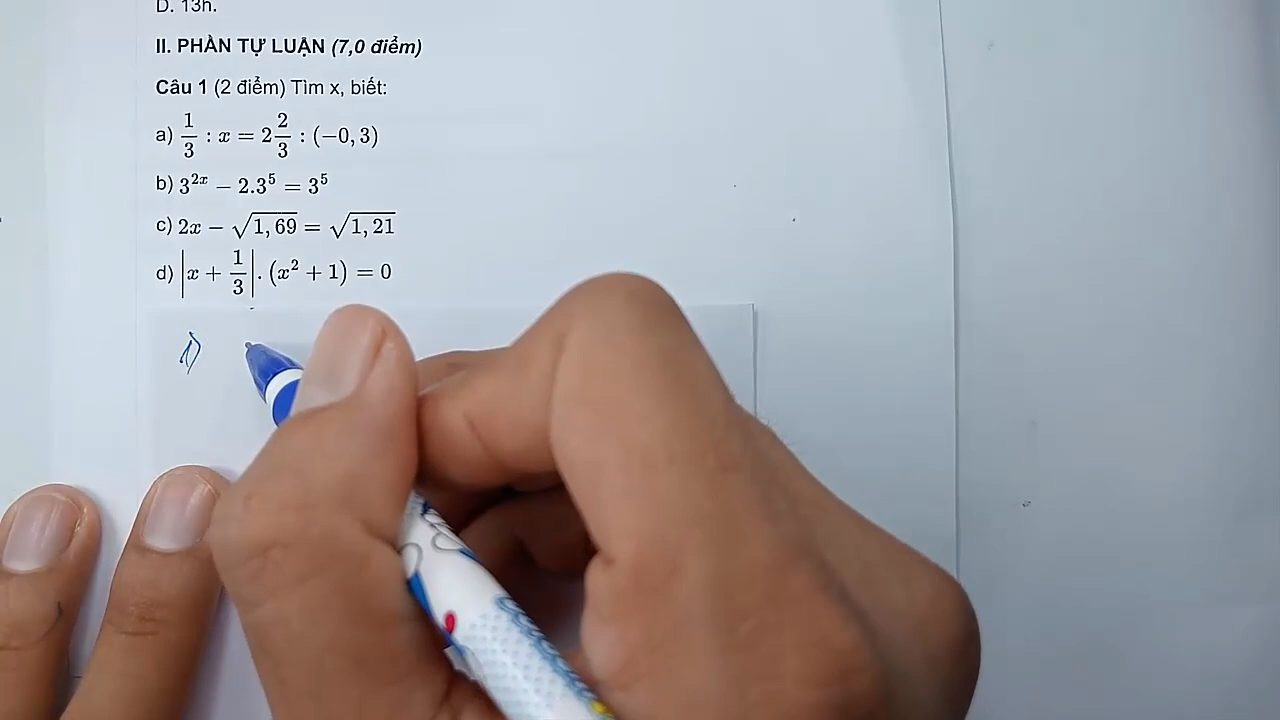 D. 13h.
II. PHẦN TỰ LUẬN (7,0 điểm)
Câu 1 (2 điểm) Tìm x, biết:
a) 1/3 : x = 2 2/3 : (−0, 3)
b) 3^{2x} − 2.3^5 = 3^5
c) 2x − √1, 69 = √1, 21
d) |x + 1/3| . (x² + 1) = 0
1)